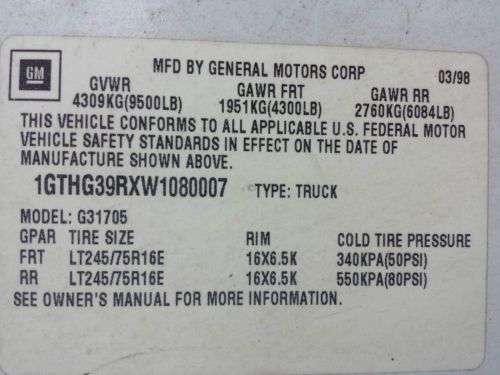 GM
MFD BY GENERAL MOTORS CORP 03/98
GVWR GAWR FRT GAWR RR
4309KG(9500LB) 1951KG(4300LB) 2760KG(6084LB)
THIS VEHICLE CONFORMS TO ALL APPLICABLE U.S. FEDERAL MOTOR
VEHICLE SAFETY STANDARDS IN EFFECT ON THE DATE OF
MANUFACTURE SHOWN ABOVE.
1GTHG39RXW1080007 TYPE: TRUCK
MODEL: G31705
GPAR TIRE SIZE RIM COLD TIRE PRESSURE
FRT LT245/75R16E 16X6.5K 340KPA(50PSI)
RR LT245/75R16E 16X6.5K 550KPA(80PSI)
SEE OWNER'S MANUAL FOR MORE INFORMATION.